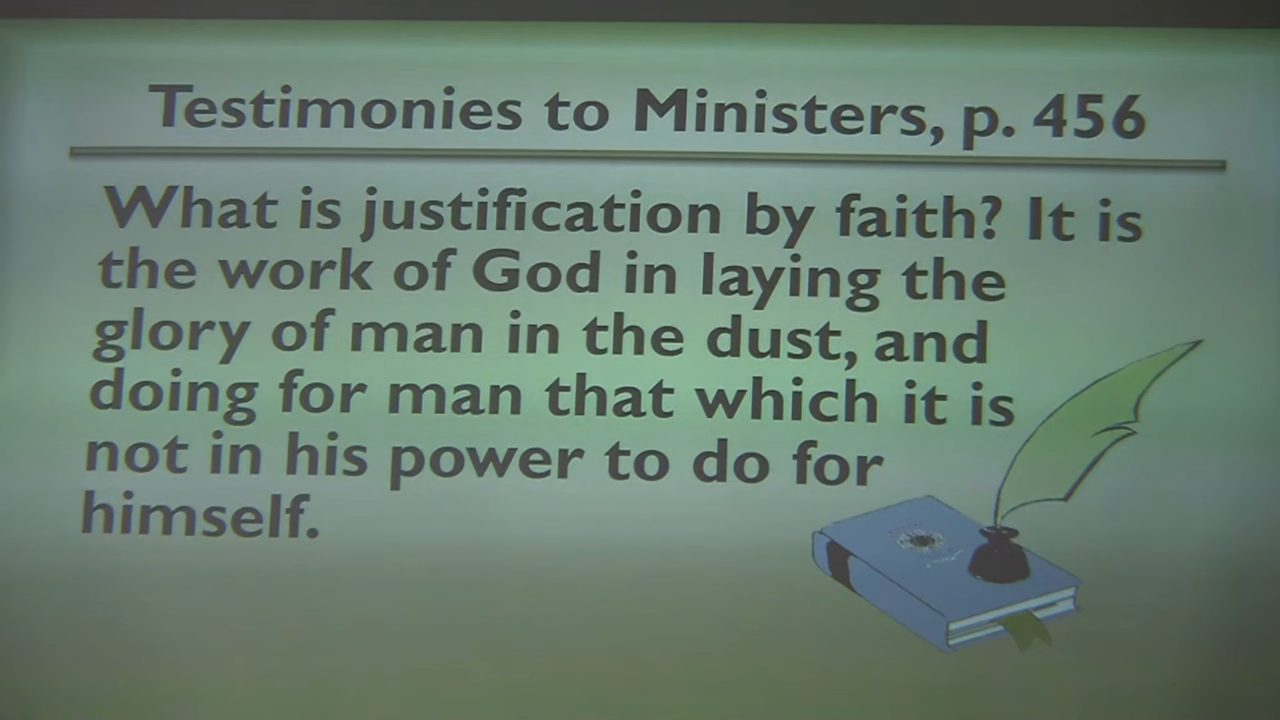 Testimonies to Ministers, p. 456
What is justification by faith? It is
the work of God in laying the
glory of man in the dust, and
doing for man that which it is
not in his power to do for
himself.